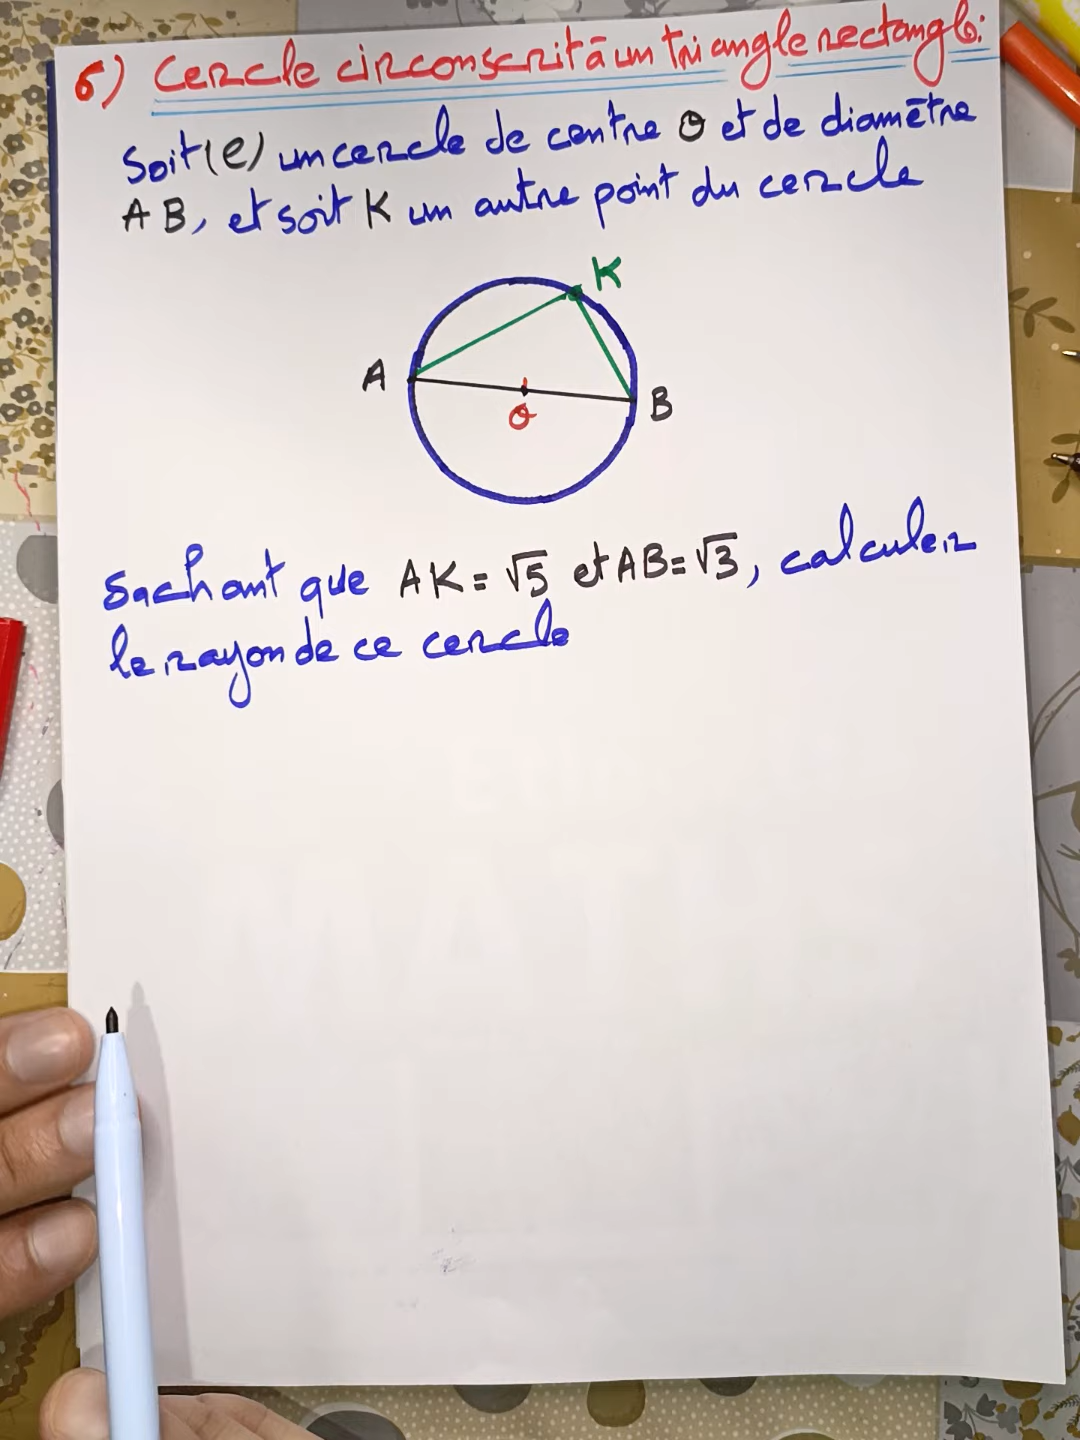 6) Cercle circonscrit à un triangle rectangle:
Soit (C) un cercle de centre O et de diamètre
AB, et soit K un autre point du cercle
K
A
O
B
Sachant que AK = √5 et AB = √3, calculer
le rayon de ce cercle